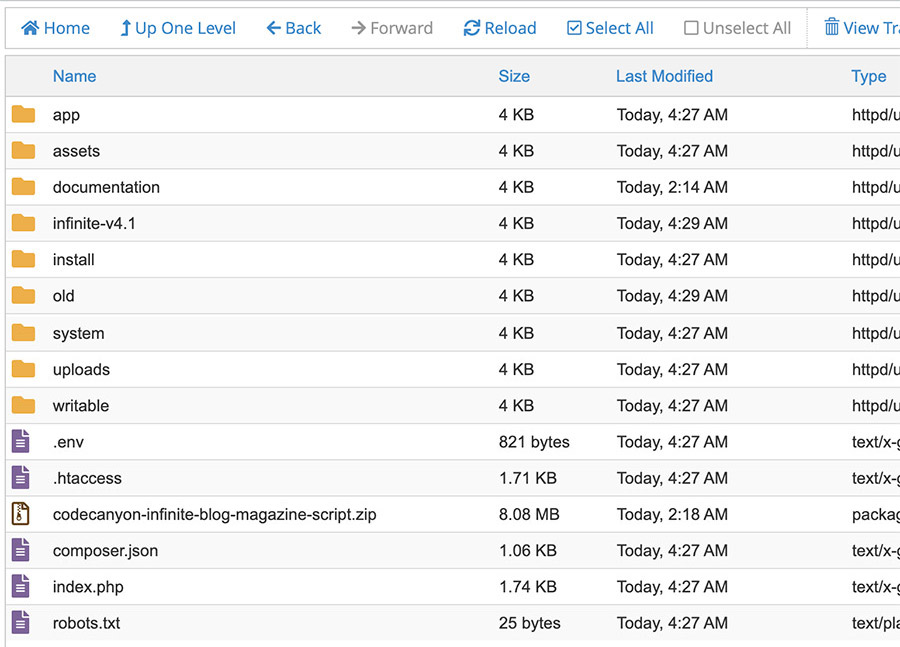 Home Up One Level Back Forward Reload Select All Unselect All View
Name Size Last Modified Type
app 4 KB Today, 4:27 AM httpd/
assets 4 KB Today, 4:27 AM httpd/
documentation 4 KB Today, 2:14 AM httpd/
infinite-v4.1 4 KB Today, 4:29 AM httpd/
install 4 KB Today, 4:27 AM httpd/
old 4 KB Today, 4:29 AM httpd/
system 4 KB Today, 4:27 AM httpd/
uploads 4 KB Today, 4:27 AM httpd/
writable 4 KB Today, 4:27 AM httpd/
.env 821 bytes Today, 4:27 AM text/x-
.htaccess 1.71 KB Today, 4:27 AM text/x-
codecanyon-infinite-blog-magazine-script.zip 8.08 MB Today, 2:18 AM packa
composer.json 1.06 KB Today, 4:27 AM text/x-
index.php 1.74 KB Today, 4:27 AM text/x-
robots.txt 25 bytes Today, 4:27 AM text/pla